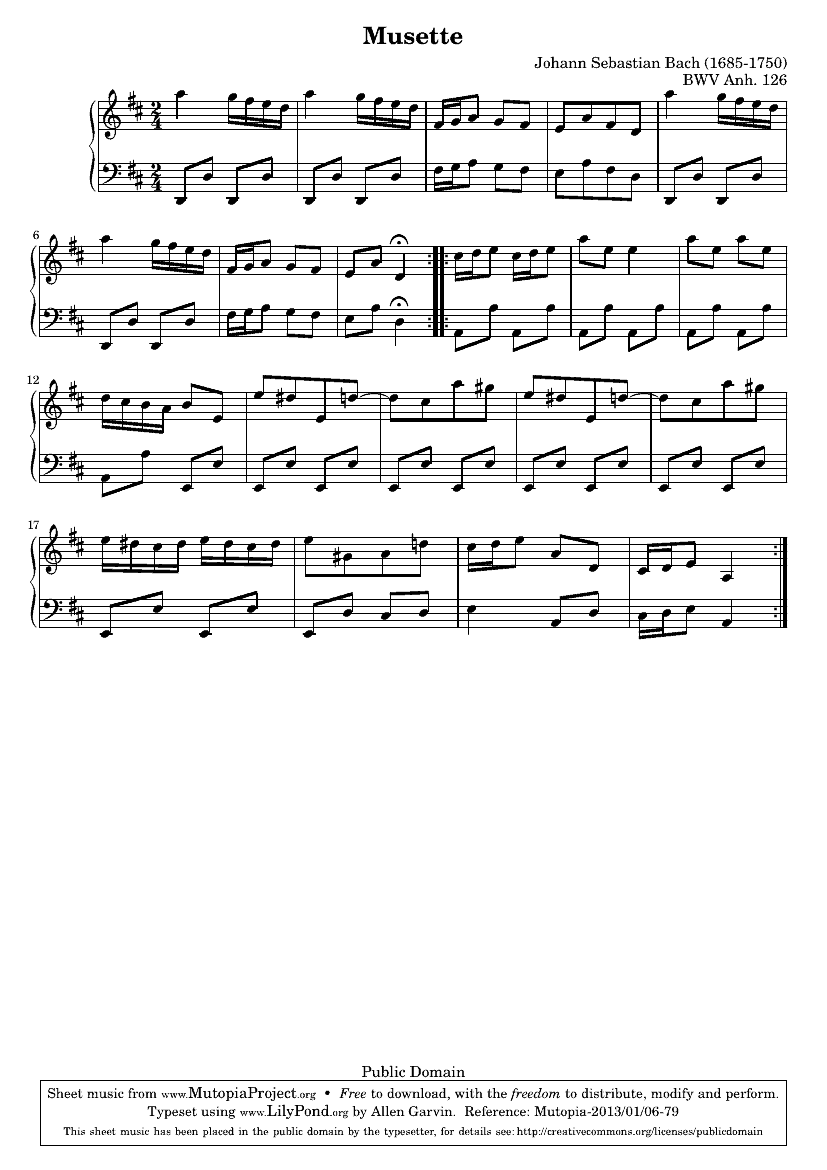 Musette
Johann Sebastian Bach (1685-1750)
BWV Anh. 126
6
12
17
Public Domain
Sheet music from www.MutopiaProject.org • Free to download, with the freedom to distribute, modify and perform.
Typeset using www.LilyPond.org by Allen Garvin. Reference: Mutopia-2013/01/06-79
This sheet music has been placed in the public domain by the typesetter, for details see: http://creativecommons.org/licenses/publicdomain